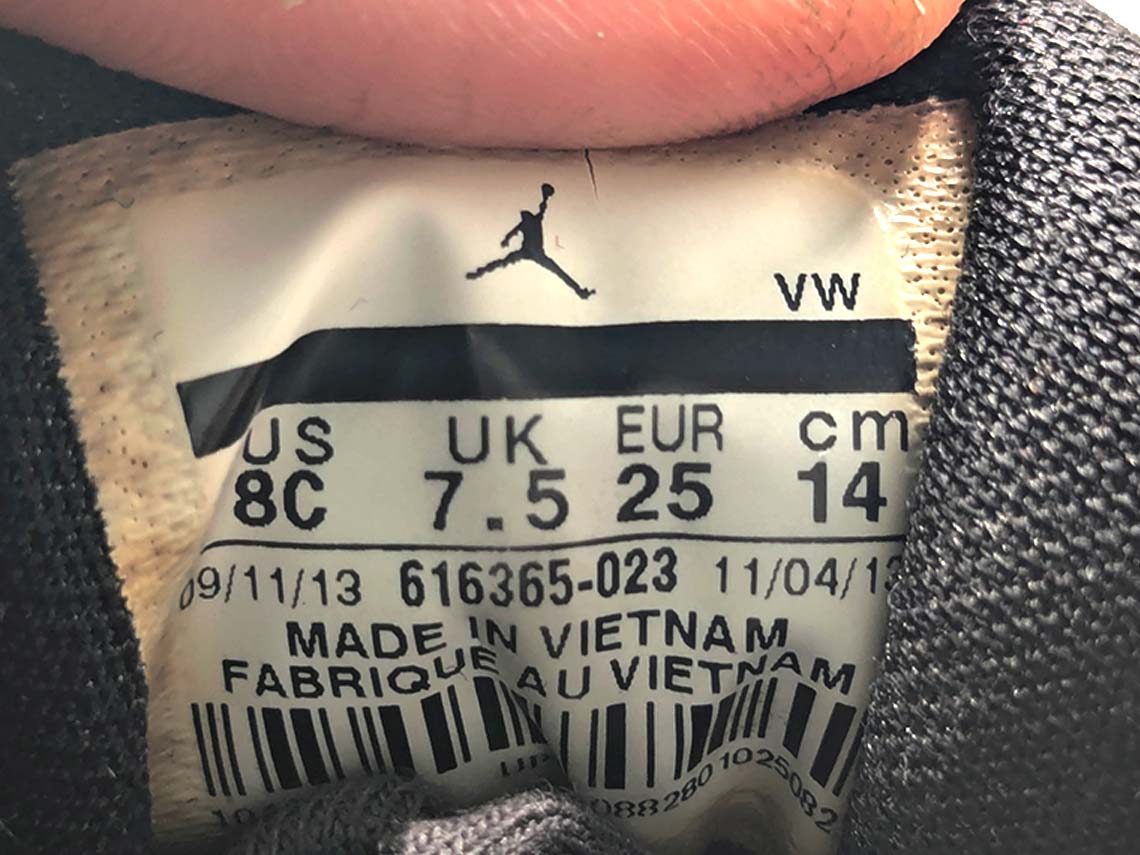 VW
US UK EUR cm
8C 7.5 25 14
09/11/13 616365-023 11/04/13
MADE IN VIETNAM
FABRIQUE AU VIETNAM